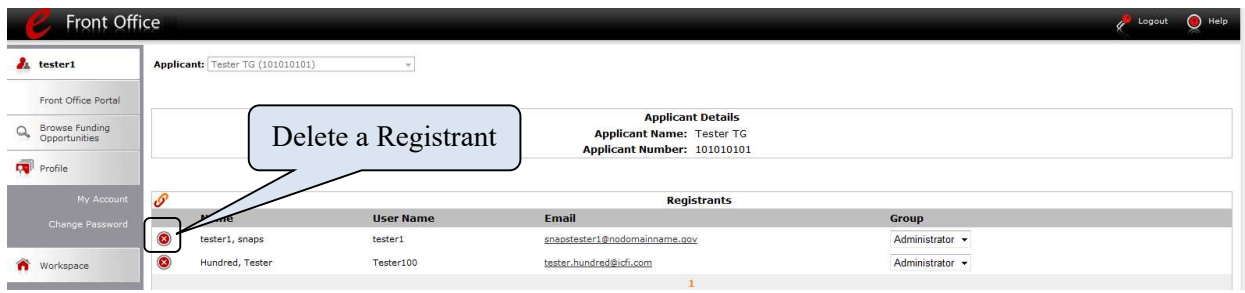 Front Office
Logout Help
tester1
Front Office Portal
Browse Funding
Opportunities
Profile
My Account
Change Password
Workspace
Applicant: Tester TG (101010101)
Delete a Registrant
Applicant Details
Applicant Name: Tester TG
Applicant Number: 101010101
Registrants
User Name Email Group
tester1, snaps tester1 snapstester1@nodomainname.gov Administrator
Hundred, Tester Tester100 tester.hundred@icfi.com Administrator
1